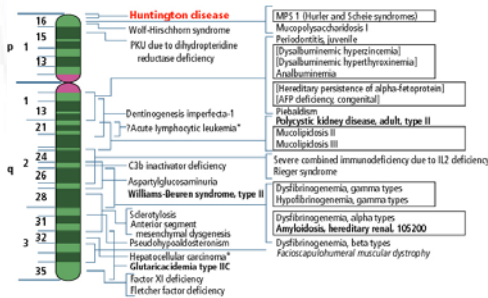 Huntington disease
Wolf-Hirschhorn syndrome
PKU due to dihydropteridine
reductase deficiency
MPS 1 (Hurler and Scheie syndromes)
Mucopolysaccharidosis I
Periodontitis, juvenile
[Dysalbuminemic hyperzincemia]
[Dysalbuminemic hyperthyroxinemia]
Analbuminemia
[Hereditary persistence of alpha-fetoprotein]
[AFP deficiency, congenital]
Piebaldism
Polycystic kidney disease, adult, type II
Mucolipidosis II
Mucolipidosis III
Dentinogenesis imperfecta-1
?Acute lymphocytic leukemia*
C3b inactivator deficiency
Aspartylglucosaminuria
Williams-Beuren syndrome, type II
Sclerotylosis
Anterior segment
mesenchymal dysgenesis
Pseudohypoaldosteronism
Hepatocellular carcinoma*
Glutaricacidemia type IIC
Factor XI deficiency
Fletcher factor deficiency
Severe combined immunodeficiency due to IL2 deficiency
Rieger syndrome
Dysfibrinogenemia, gamma types
Hypofibrinogenemia, gamma types
Dysfibrinogenemia, alpha types
Amyloidosis, hereditary renal, 105200
Dysfibrinogenemia, beta types
Facioscapulohumeral muscular dystrophy
p
1
16
15
13
q
1
1
13
21
2
24
26
28
3
31
32
35